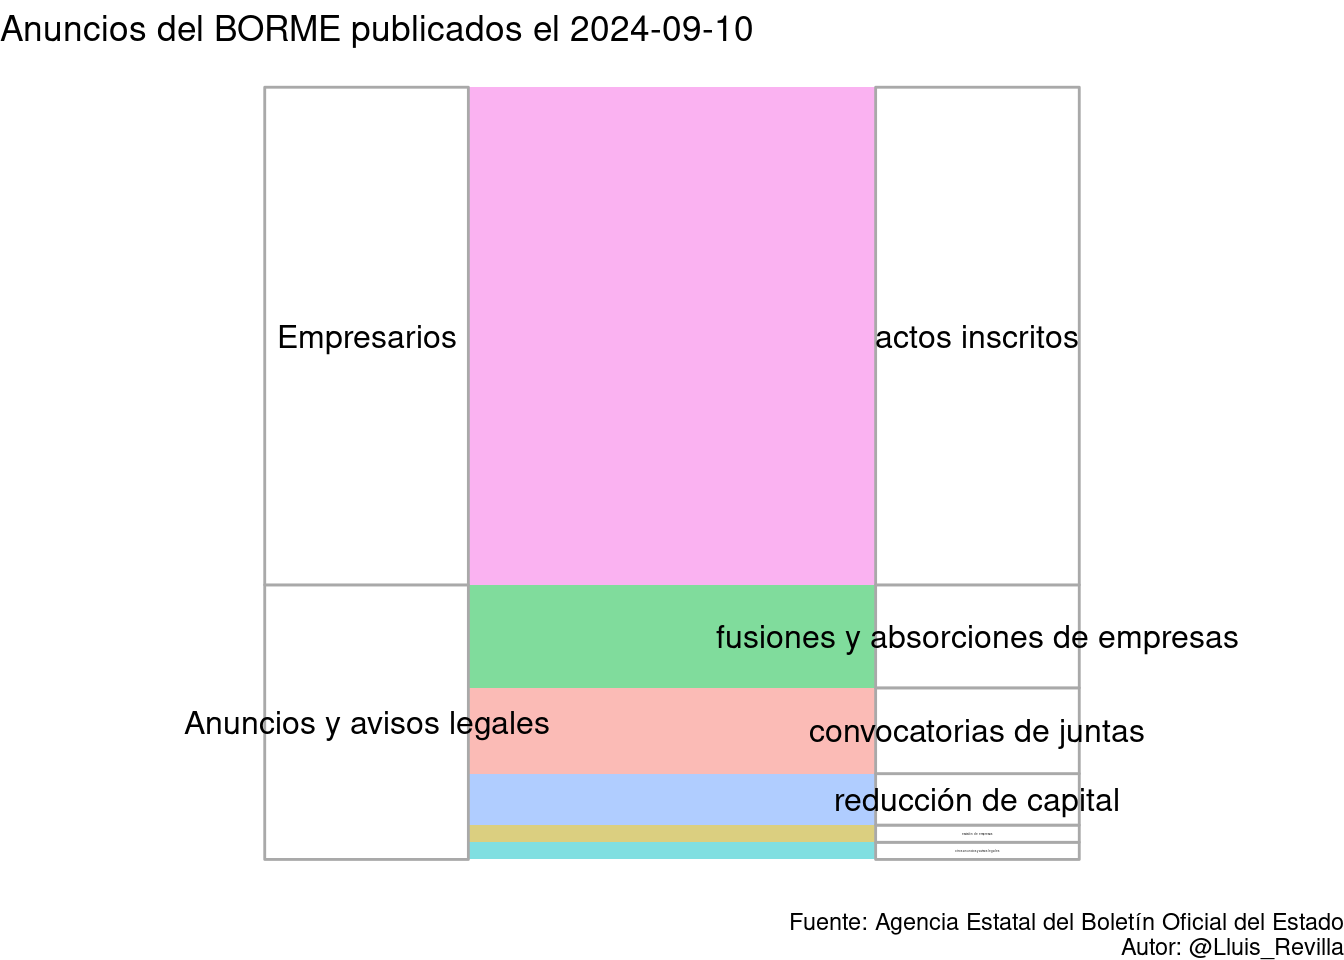 Anuncios del BORME publicados el 2024-09-10
Empresarios
actos inscritos
fusiones y absorciones de empresas
Anuncios y avisos legales
convocatorias de juntas
reducción de capital
Fuente: Agencia Estatal del Boletín Oficial del Estado
Autor: @Lluis_Revilla